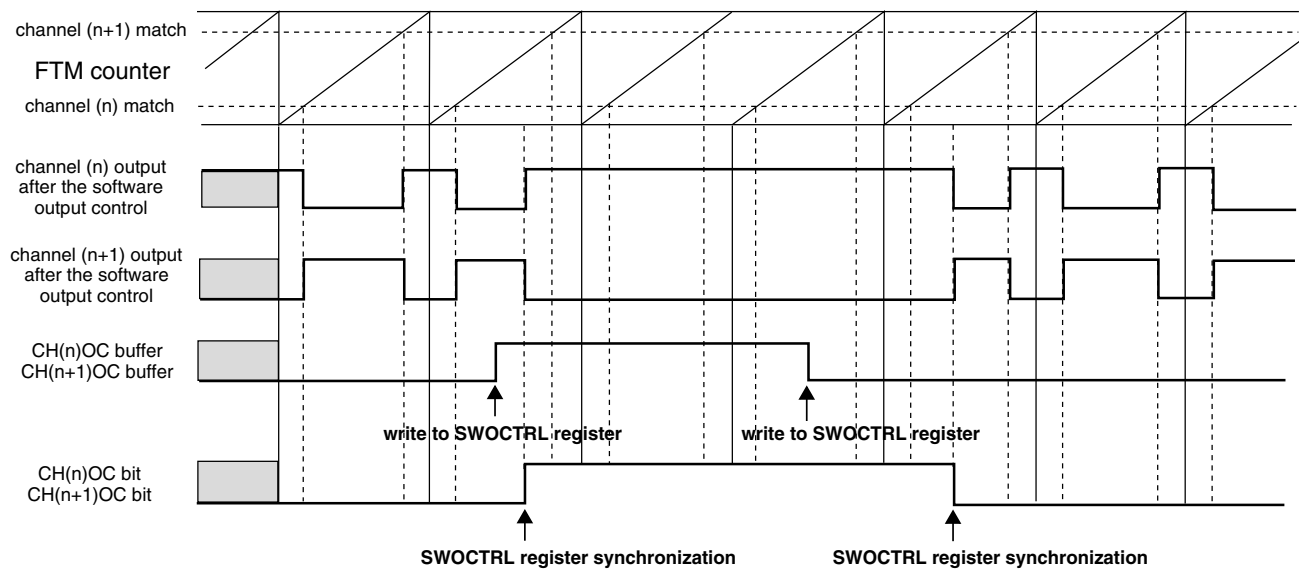 channel (n+1) match
FTM counter
channel (n) match
channel (n) output
after the software
output control
channel (n+1) output
after the software
output control
CH(n)OC buffer
CH(n+1)OC buffer
write to SWOCTRL register
write to SWOCTRL register
CH(n)OC bit
CH(n+1)OC bit
SWOCTRL register synchronization
SWOCTRL register synchronization